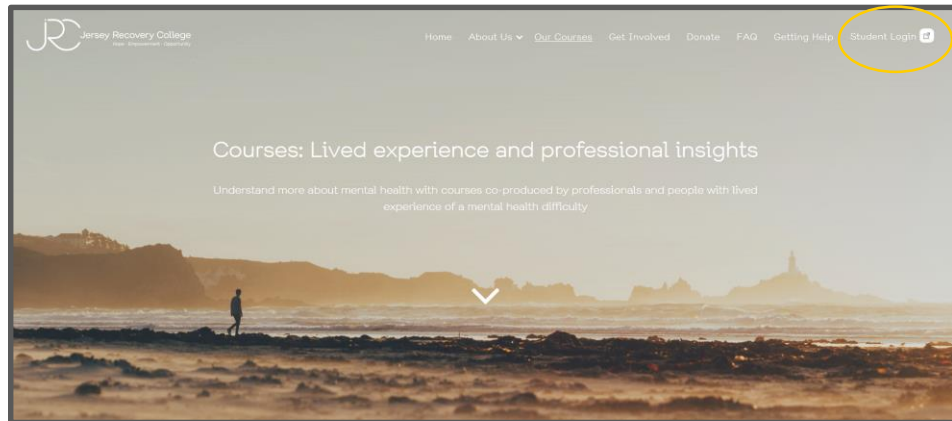 Jersey Recovery College
Hope · Empowerment · Opportunity
Home About Us Our Courses Get Involved Donate FAQ Getting Help Student Login
Courses: Lived experience and professional insights
Understand more about mental health with courses co-produced by professionals and people with lived
experience of a mental health difficulty